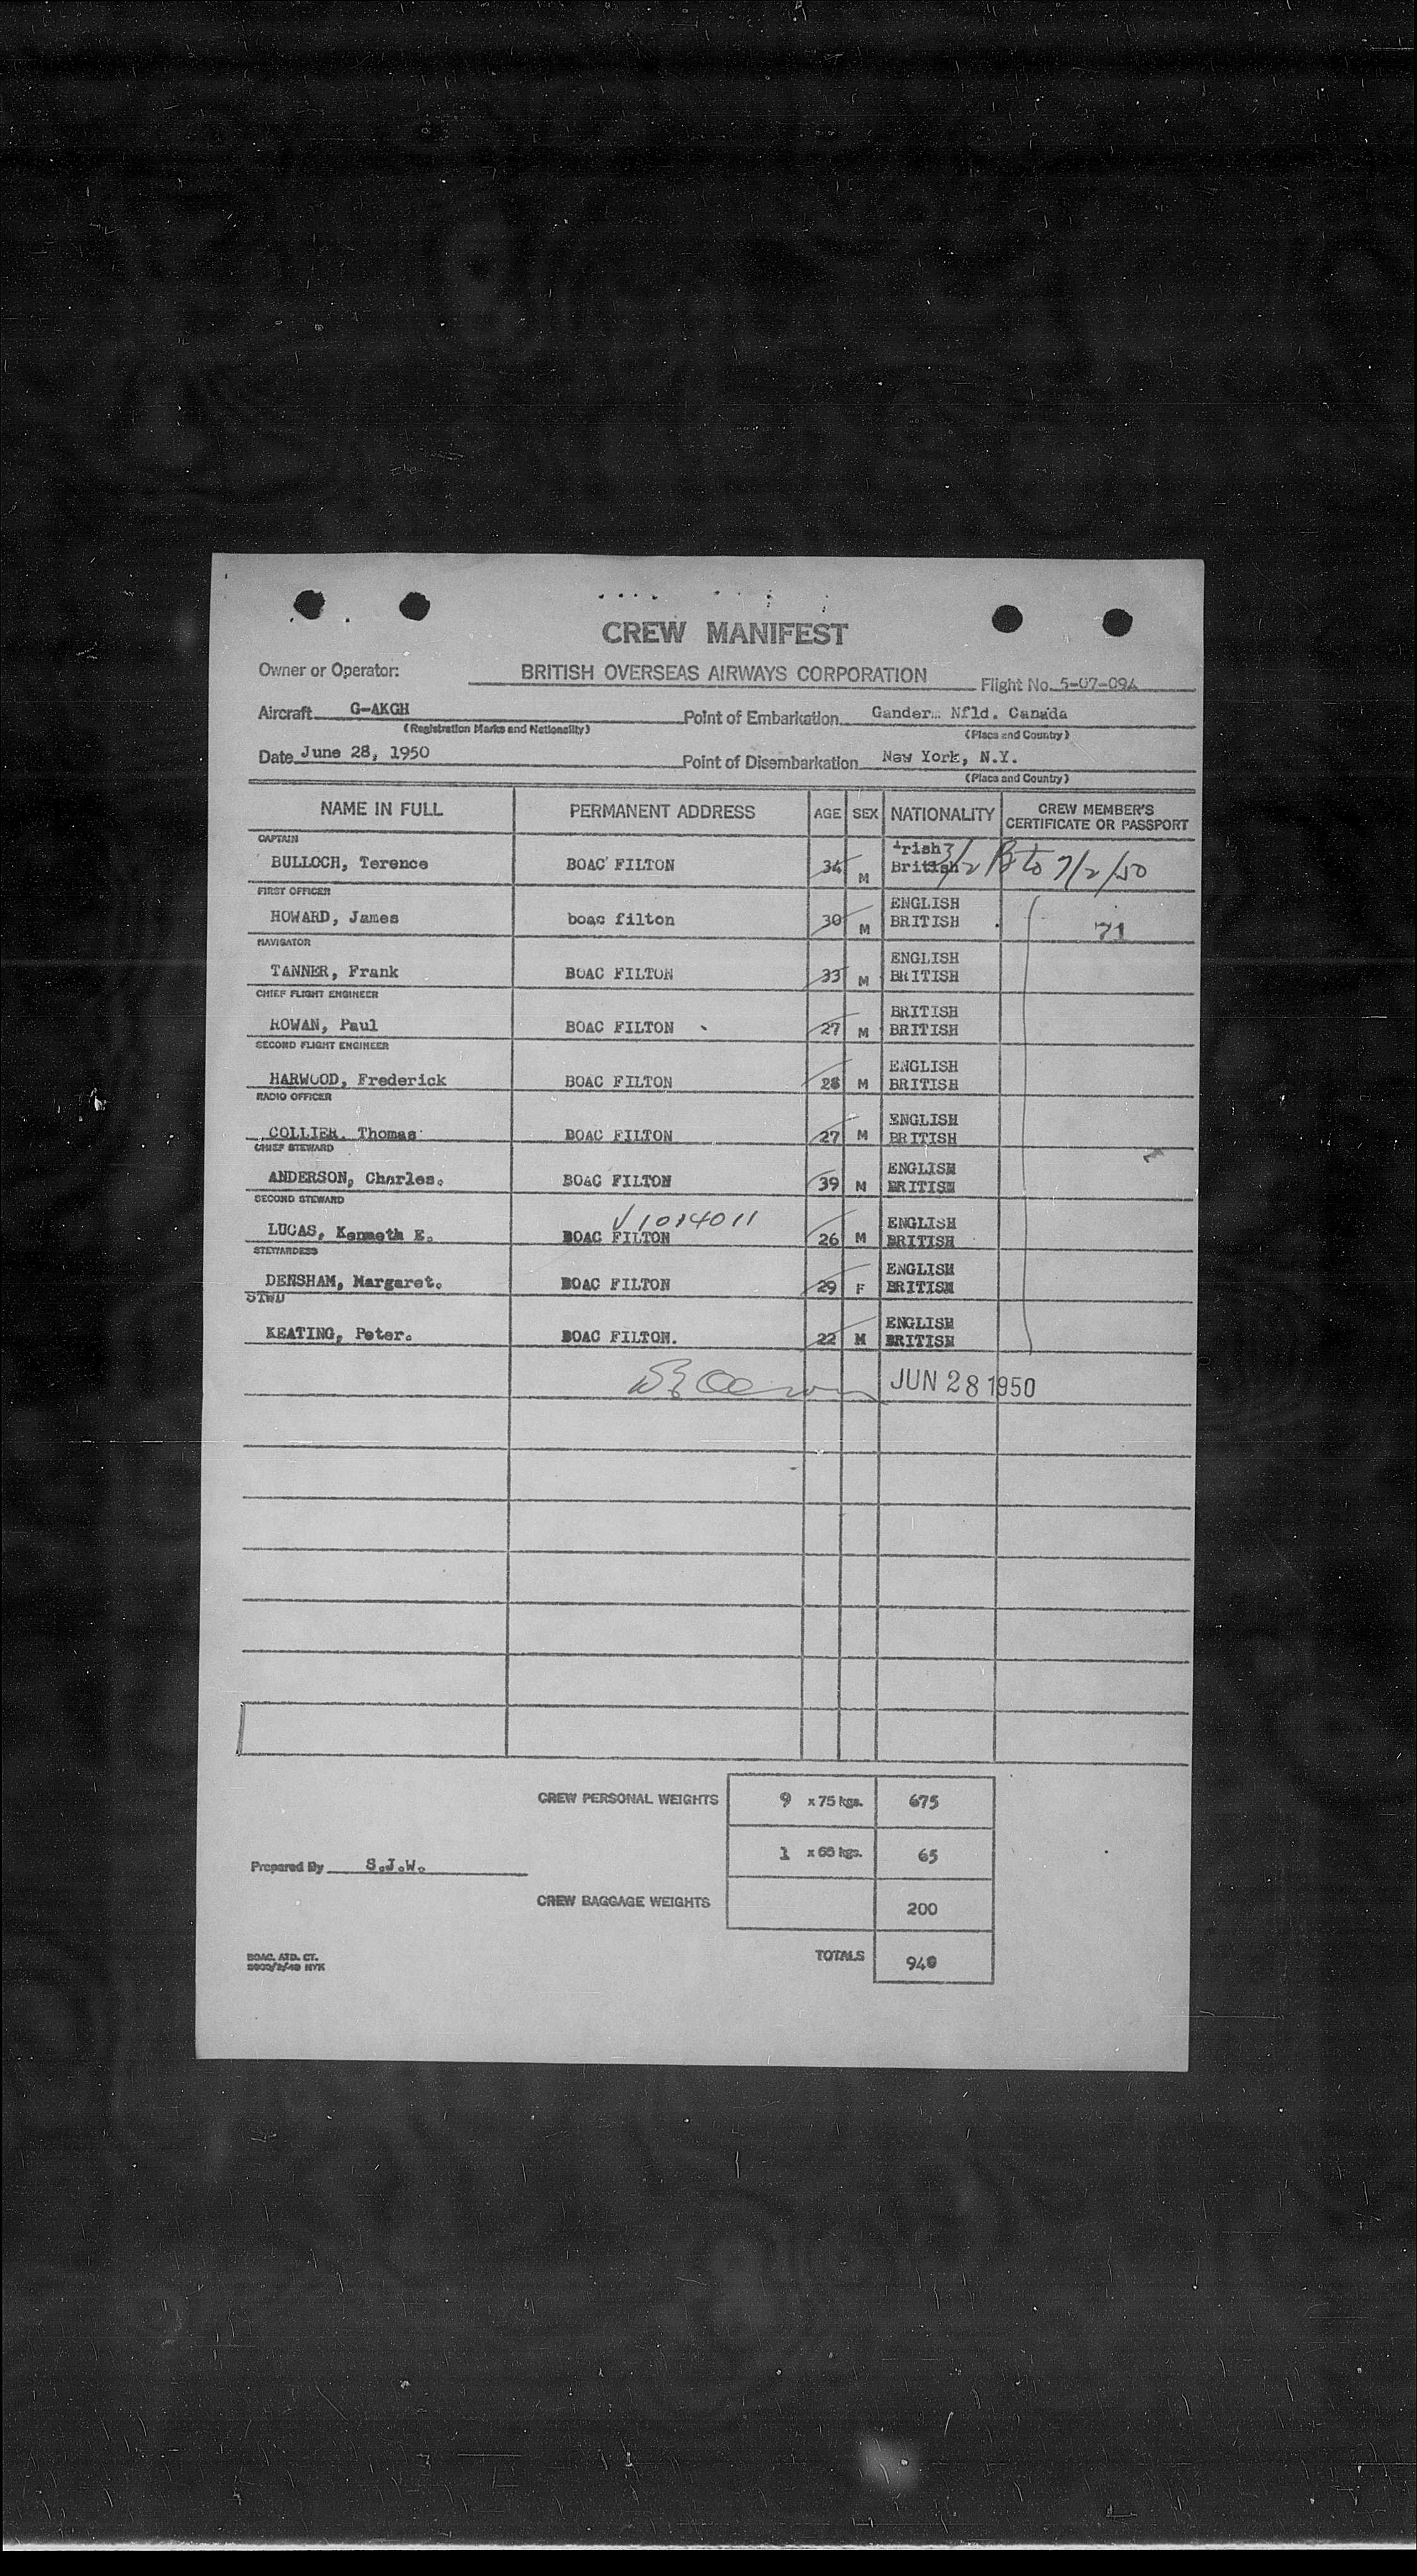 CREW MANIFEST
Owner or Operator: BRITISH OVERSEAS AIRWAYS CORPORATION Flight No. 5-07-09A
Aircraft G-AKGH Point of Embarkation Gander Nfld. Canada
(Registration Marks and Nationality) (Place and Country)
Date June 28, 1950 Point of Disembarkation New York, N.Y.
(Place and Country)
NAME IN FULL PERMANENT ADDRESS AGE SEX NATIONALITY CREW MEMBER'S CERTIFICATE OR PASSPORT
CAPTAIN
BULLOCH, Terence BOAC FILTON 34 M Irish British B to 7/2/50
FIRST OFFICER
HOWARD, James boac filton 30 M ENGLISH BRITISH 71
NAVIGATOR
TANNER, Frank BOAC FILTON 33 M ENGLISH BRITISH
CHIEF FLIGHT ENGINEER
ROWAN, Paul BOAC FILTON 27 M BRITISH BRITISH
SECOND FLIGHT ENGINEER
HARWOOD, Frederick BOAC FILTON 28 M ENGLISH BRITISH
RADIO OFFICER
COLLIER. Thomas BOAC FILTON 27 M ENGLISH BRITISH
CHIEF STEWARD
ANDERSON, Charles. BOAC FILTON 39 M ENGLISH BRITISH
SECOND STEWARD
V1014011
LUCAS, Kenneth E. BOAC FILTON 26 M ENGLISH BRITISH
STEWARDESS
DENSHAM, Margaret. BOAC FILTON 29 F ENGLISH BRITISH
STWD
KEATING, Peter. BOAC FILTON. 22 M ENGLISH BRITISH
JUN 28 1950
CREW PERSONAL WEIGHTS 9 x 75 kgs. 675
1 x 65 kgs. 65
Prepared By S.J.W.
CREW BAGGAGE WEIGHTS 200
TOTALS 940
BOAC. ATD. CT.